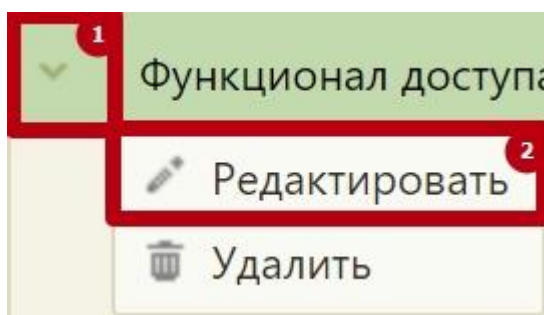 1
Функционал доступа
2
Редактировать
Удалить